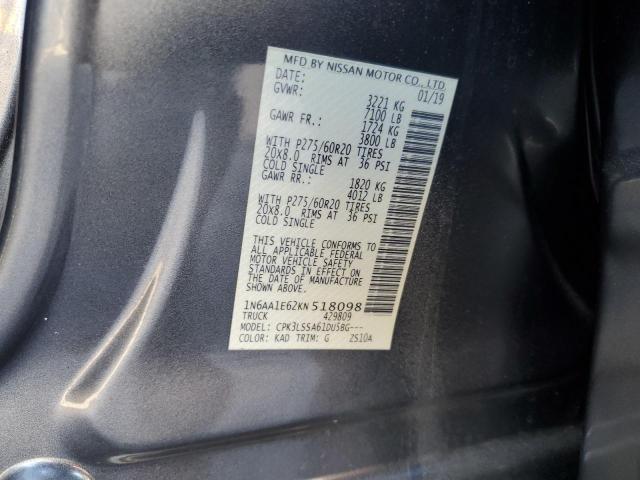 MFD BY NISSAN MOTOR CO., LTD.
DATE: 01/19
GVWR: 3221 KG
7100 LB
GAWR FR.: 1724 KG
3800 LB
WITH P275/60R20 TIRES
20X8.0 RIMS AT 36 PSI
COLD SINGLE
GAWR RR.: 1820 KG
4012 LB
WITH P275/60R20 TIRES
20X8.0 RIMS AT 36 PSI
COLD SINGLE
THIS VEHICLE CONFORMS TO
ALL APPLICABLE FEDERAL
MOTOR VEHICLE SAFETY
STANDARDS IN EFFECT ON
THE DATE OF MANUFACTURE
SHOWN ABOVE.
1N6AA1E62KN518098
TRUCK 429809
MODEL: CPK3LSSA61DU5BG---
COLOR: KAD TRIM: G ZS10A